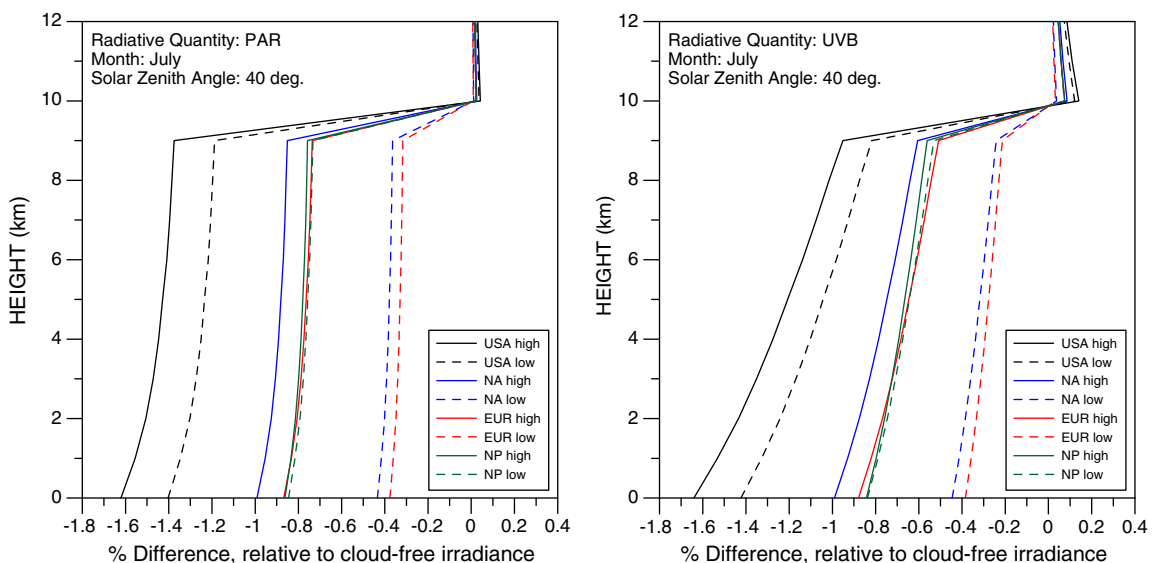 12
10
8
6
4
2
0
HEIGHT (km)
Radiative Quantity: PAR
Month: July
Solar Zenith Angle: 40 deg.
USA high
USA low
NA high
NA low
EUR high
EUR low
NP high
NP low
-1.8 -1.6 -1.4 -1.2 -1 -0.8 -0.6 -0.4 -0.2 0 0.2 0.4
% Difference, relative to cloud-free irradiance
12
10
8
6
4
2
0
HEIGHT (km)
Radiative Quantity: UVB
Month: July
Solar Zenith Angle: 40 deg.
USA high
USA low
NA high
NA low
EUR high
EUR low
NP high
NP low
-1.8 -1.6 -1.4 -1.2 -1 -0.8 -0.6 -0.4 -0.2 0 0.2 0.4
% Difference, relative to cloud-free irradiance